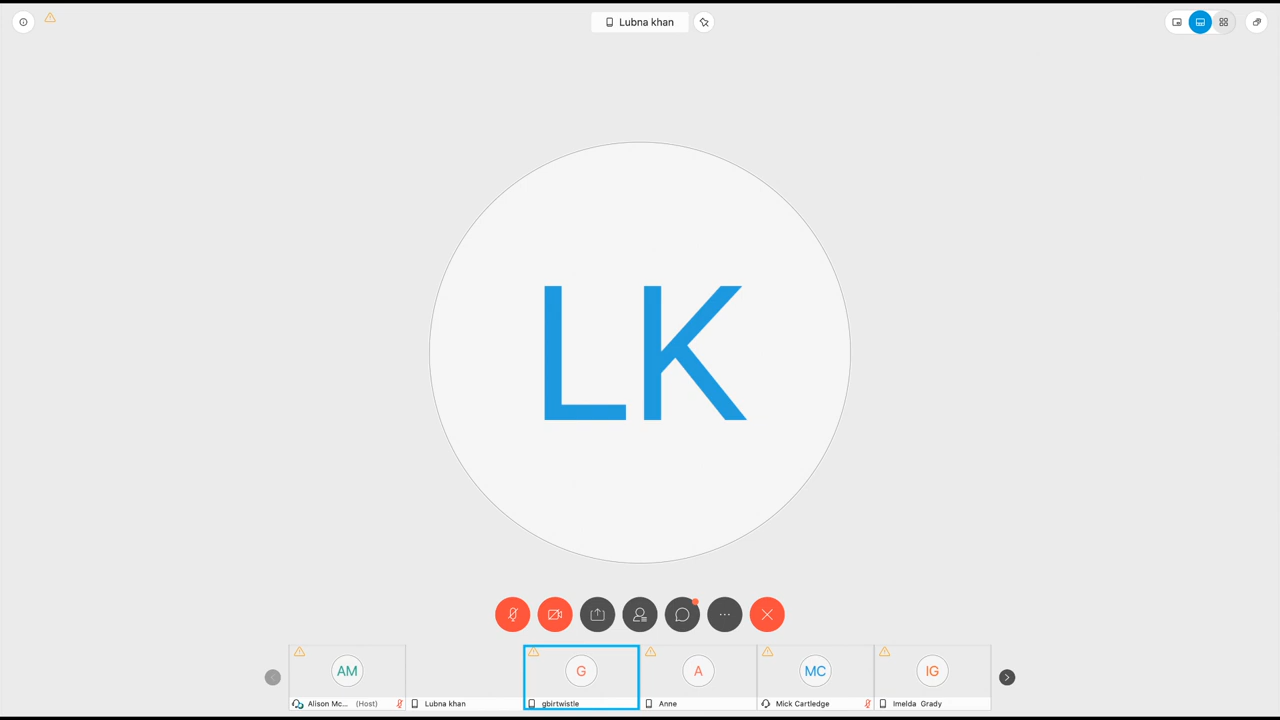 Lubna khan
LK
AM
G
A
MC
IG
Alison Mc... (Host)
Lubna khan
gbirtwistle
Anne
Mick Cartledge
Imelda Grady